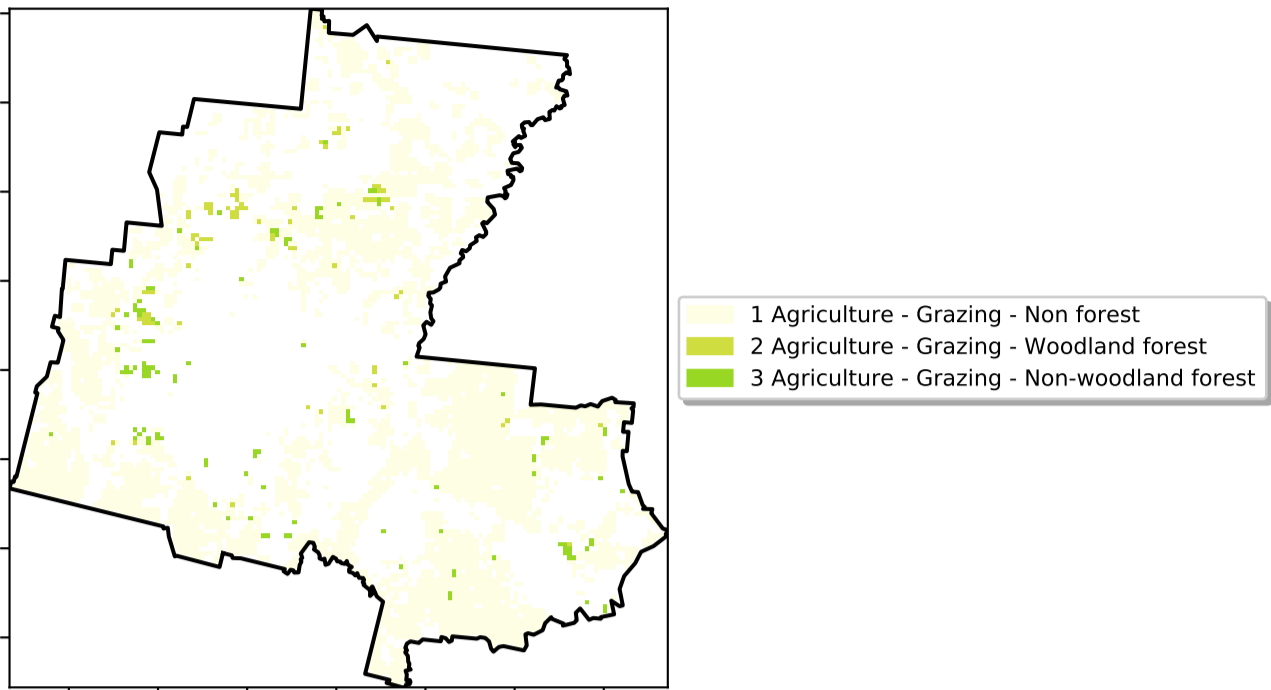 1 Agriculture - Grazing - Non forest
2 Agriculture - Grazing - Woodland forest
3 Agriculture - Grazing - Non-woodland forest